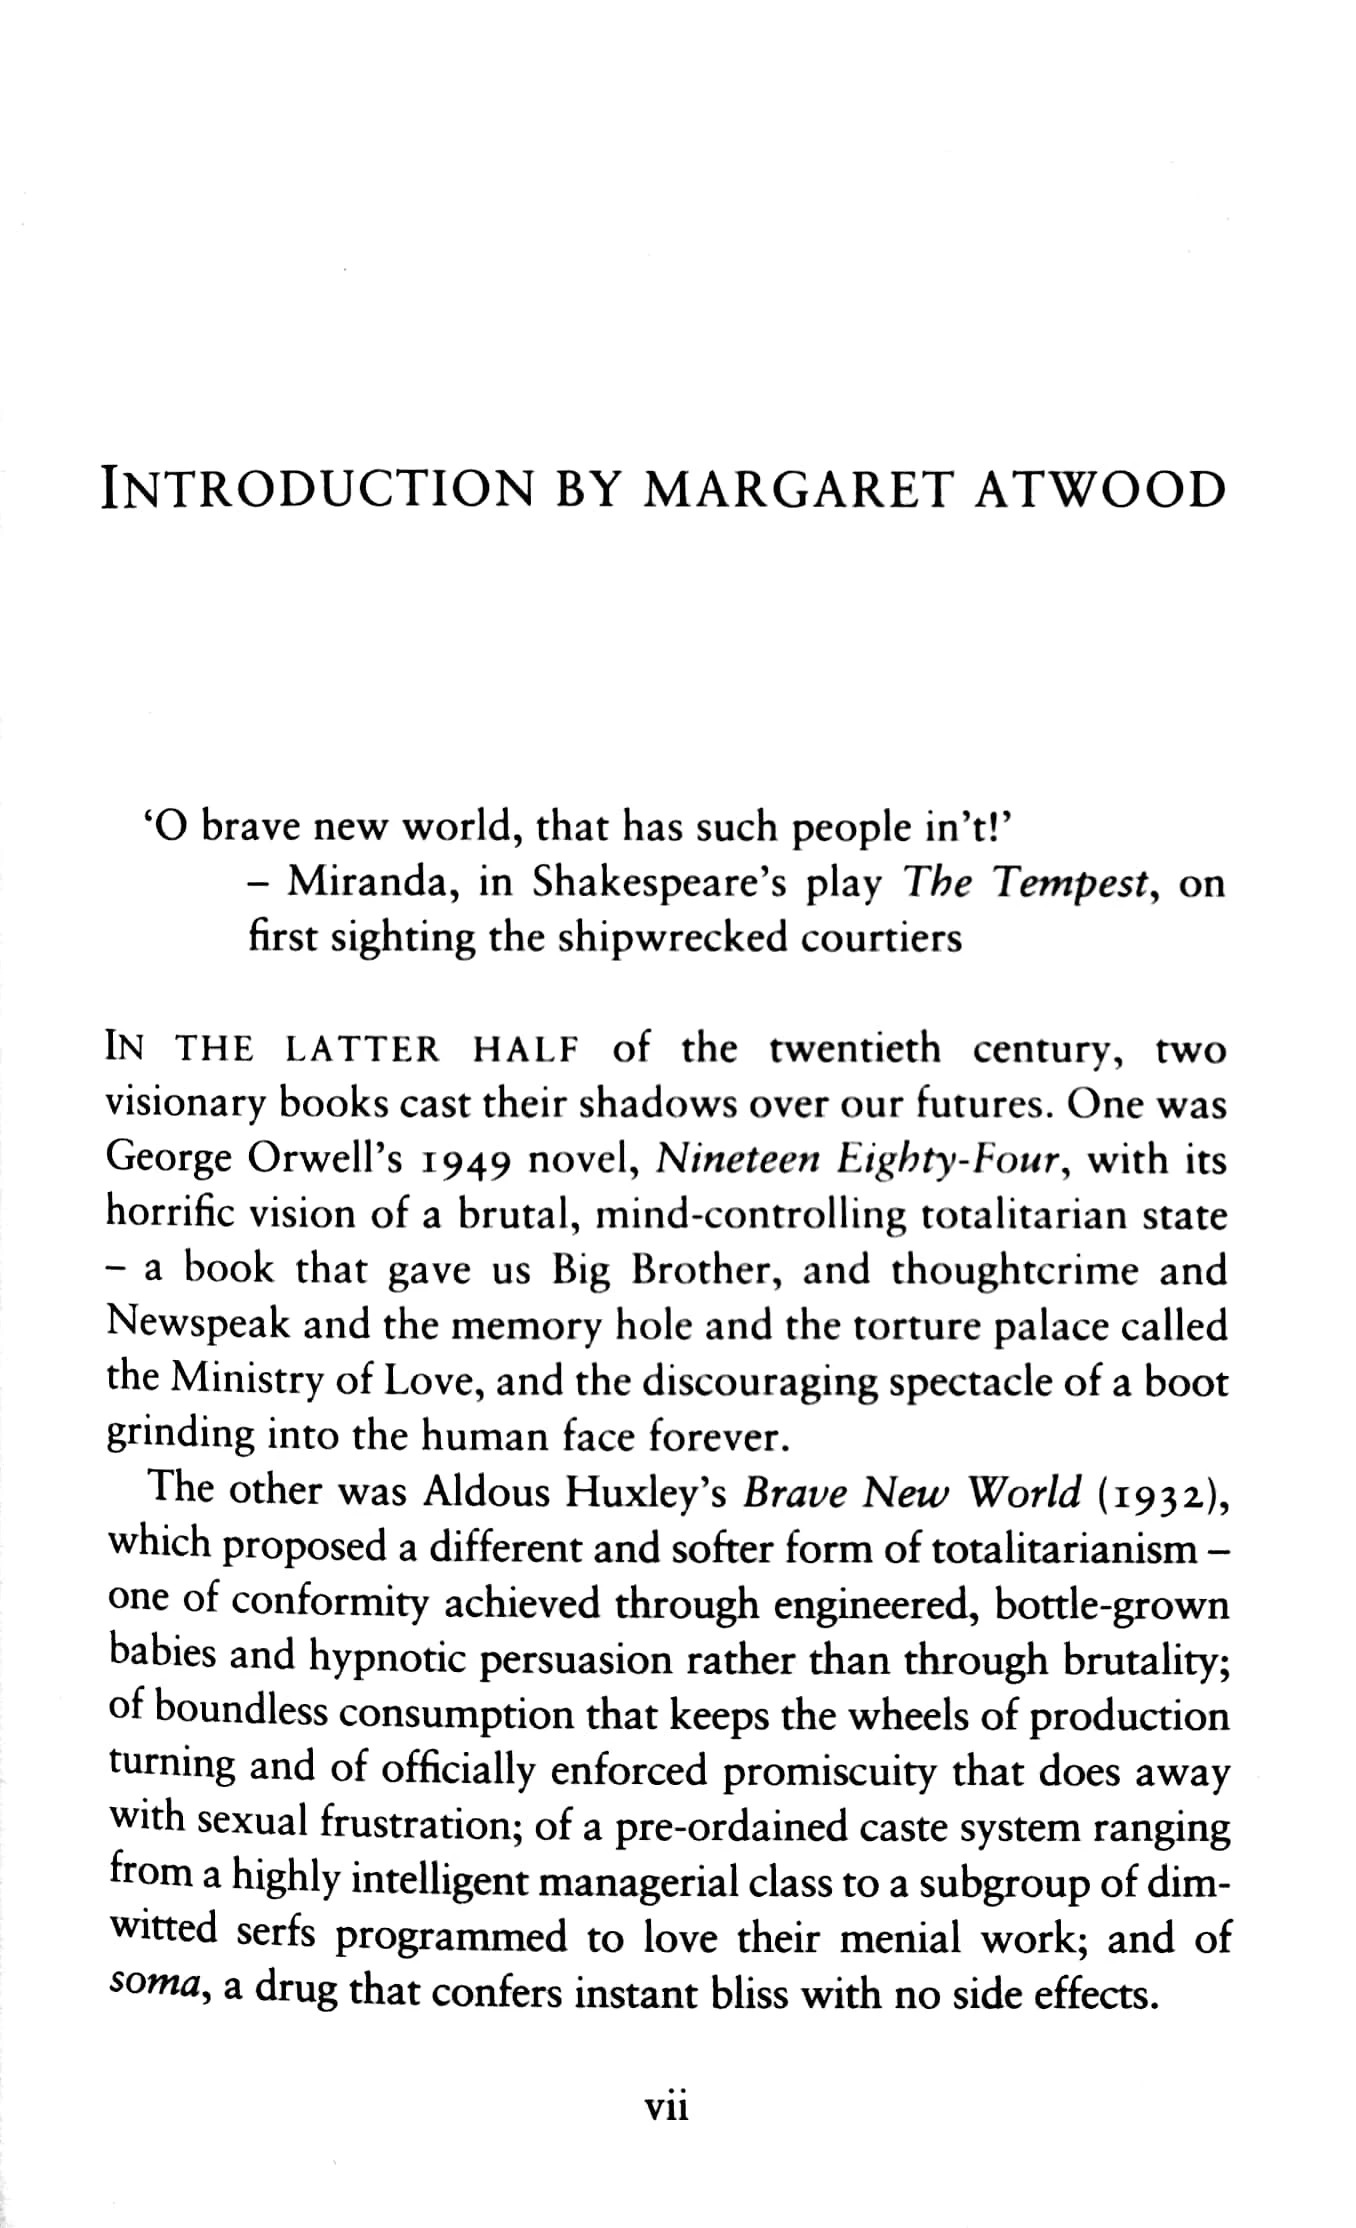 INTRODUCTION BY MARGARET ATWOOD
‘O brave new world, that has such people in’t!’
– Miranda, in Shakespeare’s play The Tempest, on
first sighting the shipwrecked courtiers
IN THE LATTER HALF of the twentieth century, two
visionary books cast their shadows over our futures. One was
George Orwell’s 1949 novel, Nineteen Eighty-Four, with its
horrific vision of a brutal, mind-controlling totalitarian state
– a book that gave us Big Brother, and thoughtcrime and
Newspeak and the memory hole and the torture palace called
the Ministry of Love, and the discouraging spectacle of a boot
grinding into the human face forever.
The other was Aldous Huxley’s Brave New World (1932),
which proposed a different and softer form of totalitarianism –
one of conformity achieved through engineered, bottle-grown
babies and hypnotic persuasion rather than through brutality;
of boundless consumption that keeps the wheels of production
turning and of officially enforced promiscuity that does away
with sexual frustration; of a pre-ordained caste system ranging
from a highly intelligent managerial class to a subgroup of dim-
witted serfs programmed to love their menial work; and of
soma, a drug that confers instant bliss with no side effects.
vii